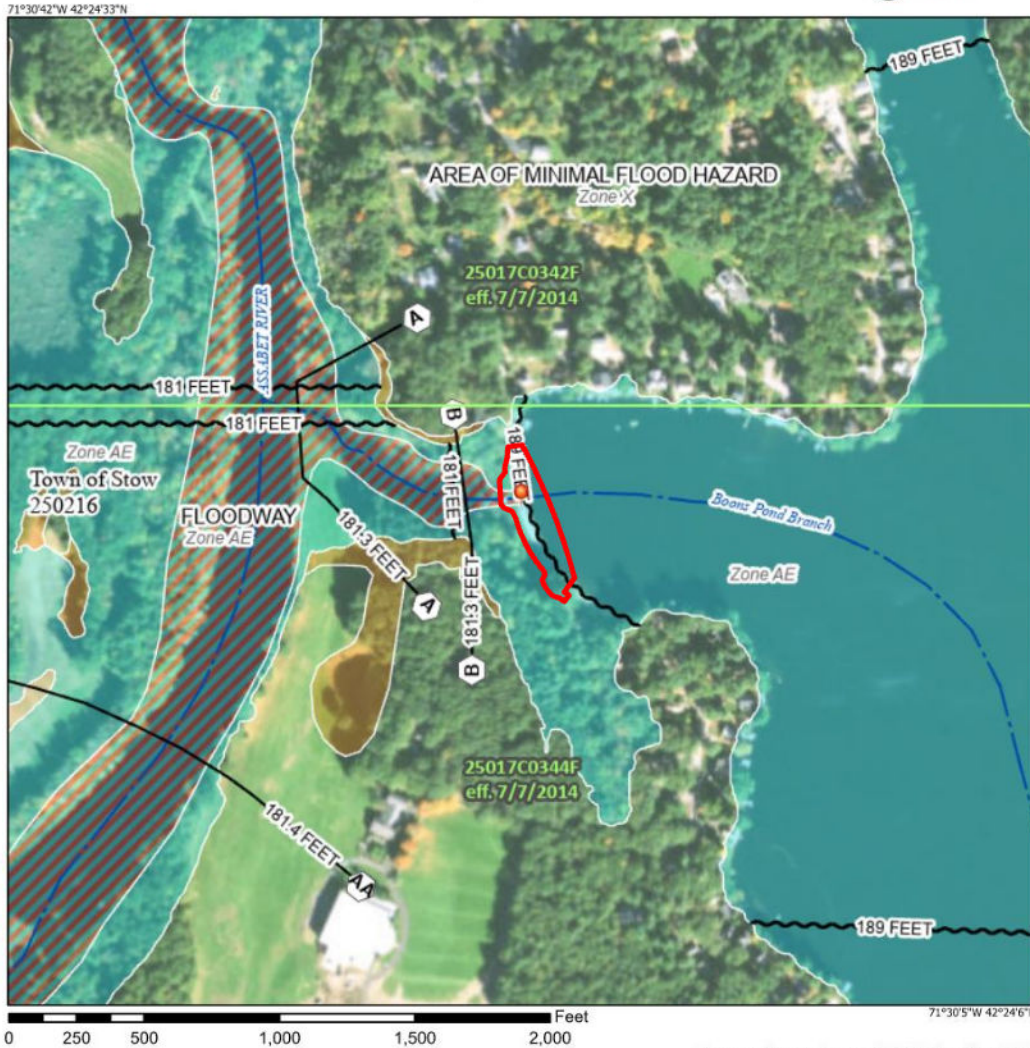 71°30'42"W 42°24'33"N
189 FEET
AREA OF MINIMAL FLOOD HAZARD
Zone X
25017C0342F
eff. 7/7/2014
A
ASSABET RIVER
181 FEET
181 FEET
B
189 FEET
Zone AE
Town of Stow
250216
181 FEET
FLOODWAY
Zone AE
Boons Pond Branch
181.3 FEET
Zone AE
A
181.3 FEET
B
25017C0344F
eff. 7/7/2014
181.4 FEET
AA
189 FEET
Feet
71°30'5"W 42°24'6"N
0 250 500 1,000 1,500 2,000